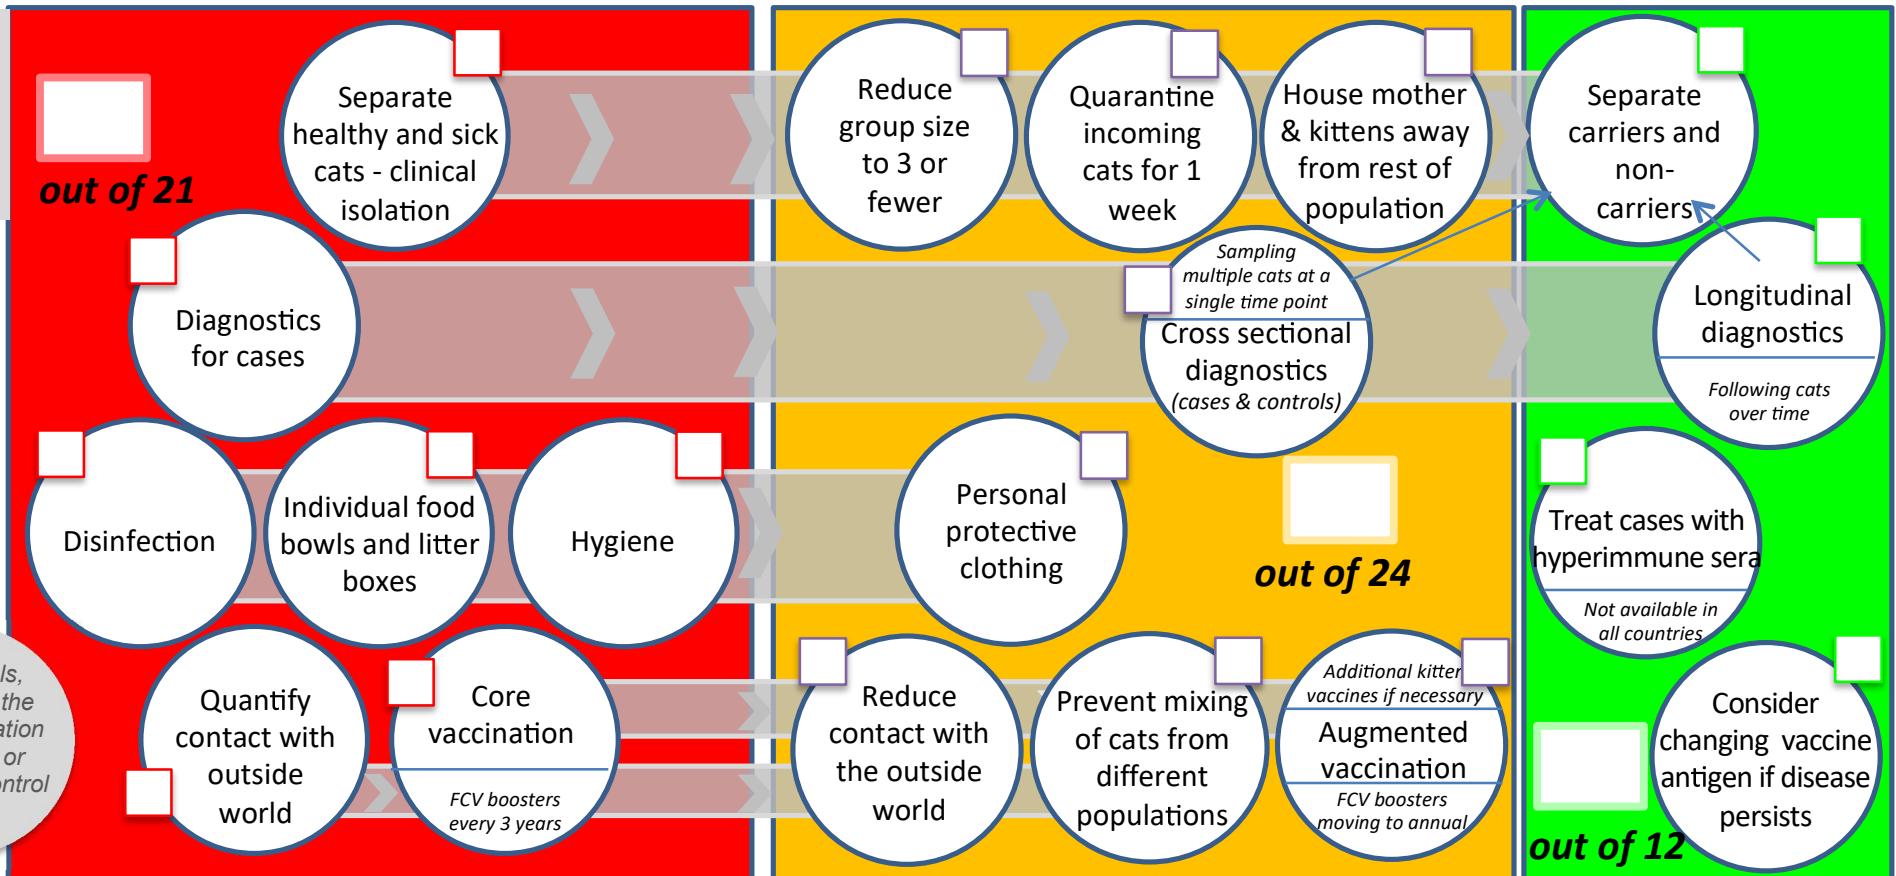 out of 21
Separate
healthy and sick
cats - clinical
isolation
Diagnostics
for cases
Disinfection
Individual food
bowls and litter
boxes
Hygiene
Quantify
contact with
outside
world
Core
vaccination
FCV boosters
every 3 years
the
or
Reduce
group size
to 3 or
fewer
Quarantine
incoming
cats for 1
week
House mother
& kittens away
from rest of
population
Sampling
multiple cats at a
single time point
Cross sectional
diagnostics
(cases & controls)
Personal
protective
clothing
out of 24
Reduce
contact with
the outside
world
Prevent mixing
of cats from
different
populations
Additional kitten
vaccines if necessary
Augmented
vaccination
FCV boosters
moving to annual
Separate
carriers and
non-
carriers
Longitudinal
diagnostics
Following cats
over time
Treat cases with
hyperimmune sera
Not available in
all countries
Consider
changing vaccine
antigen if disease
persists
out of 12